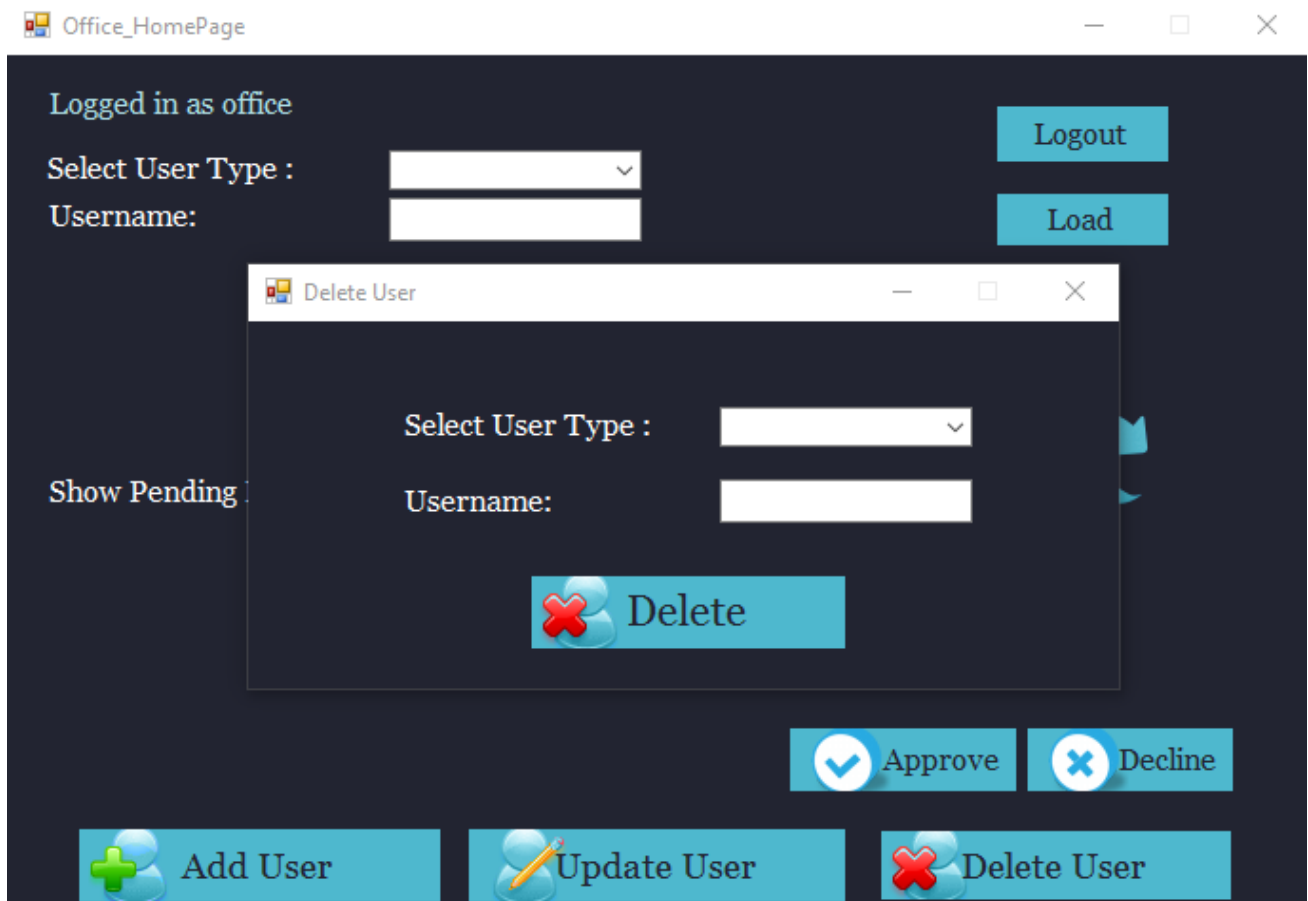 Office_HomePage
Logged in as office
Logout
Select User Type :
Username:
Load
Delete User
Select User Type :
Show Pending
Username:
Delete
Approve
Decline
Add User
Update User
Delete User